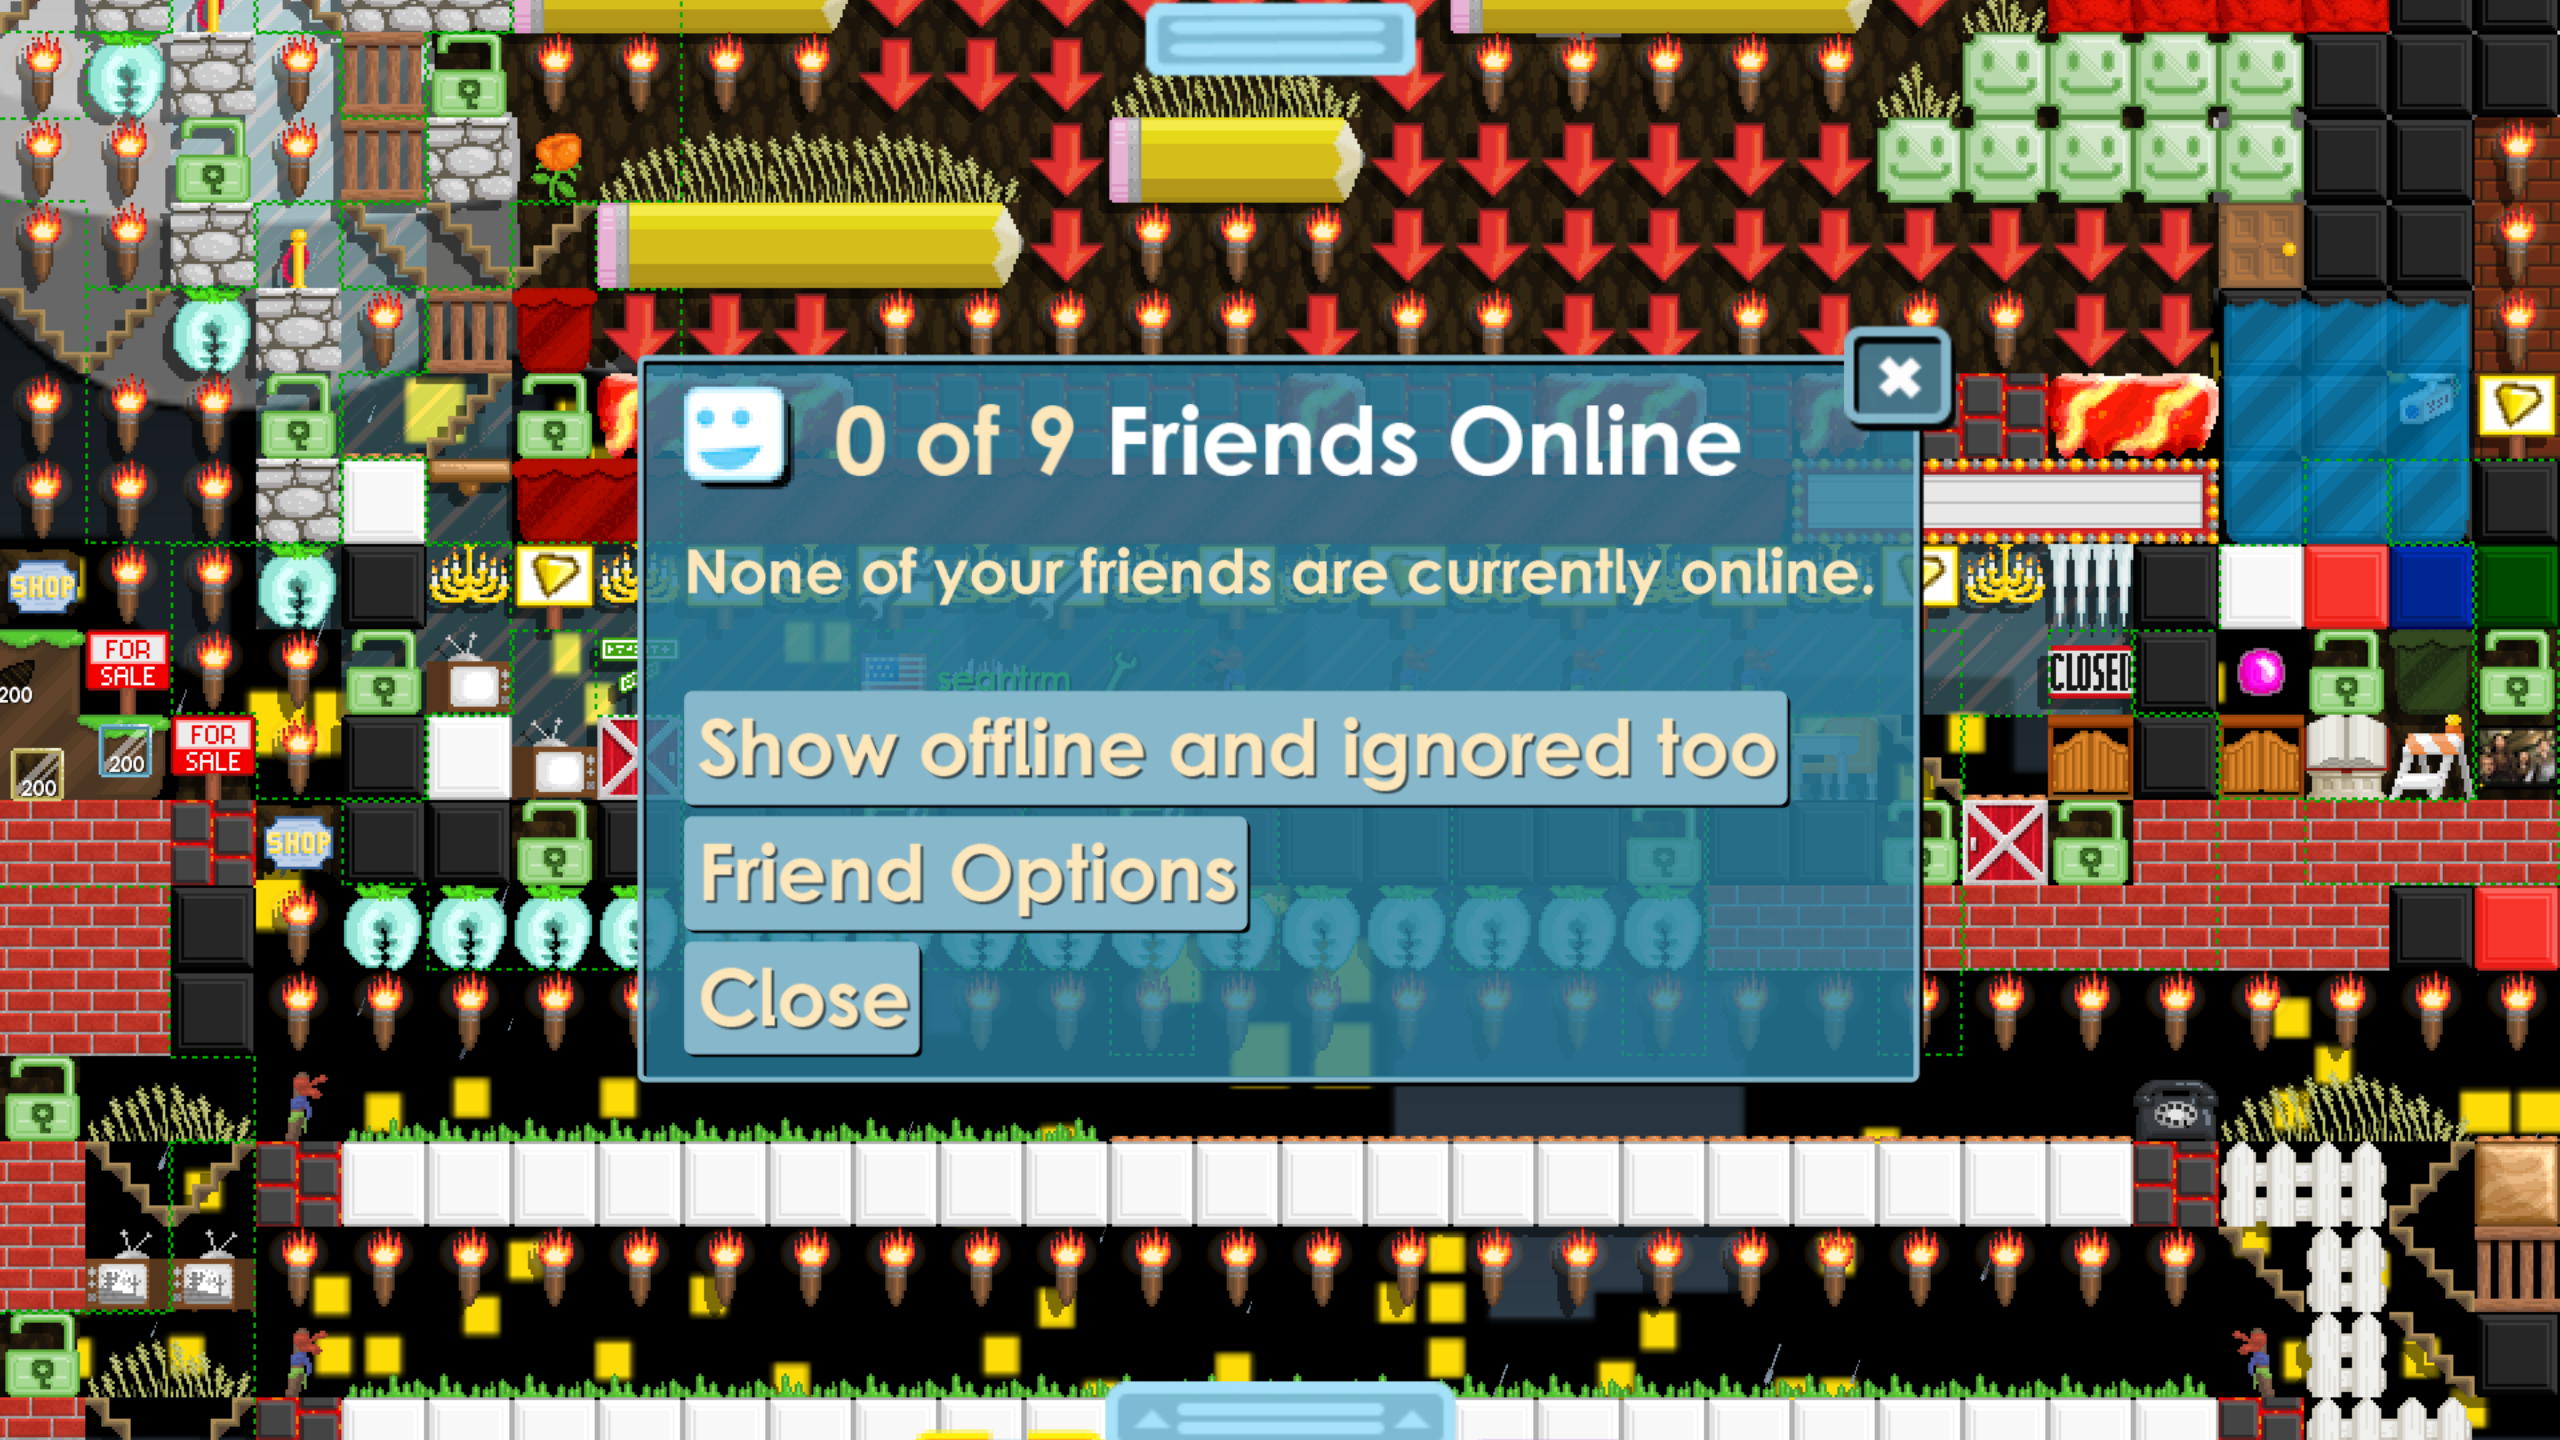 0 of 9 Friends Online
None of your friends are currently online.
SHOP
FOR
SALE
200
CLOSED
seahtrm
Show offline and ignored too
FOR
SALE
200
200
SHOP
Friend Options
Close